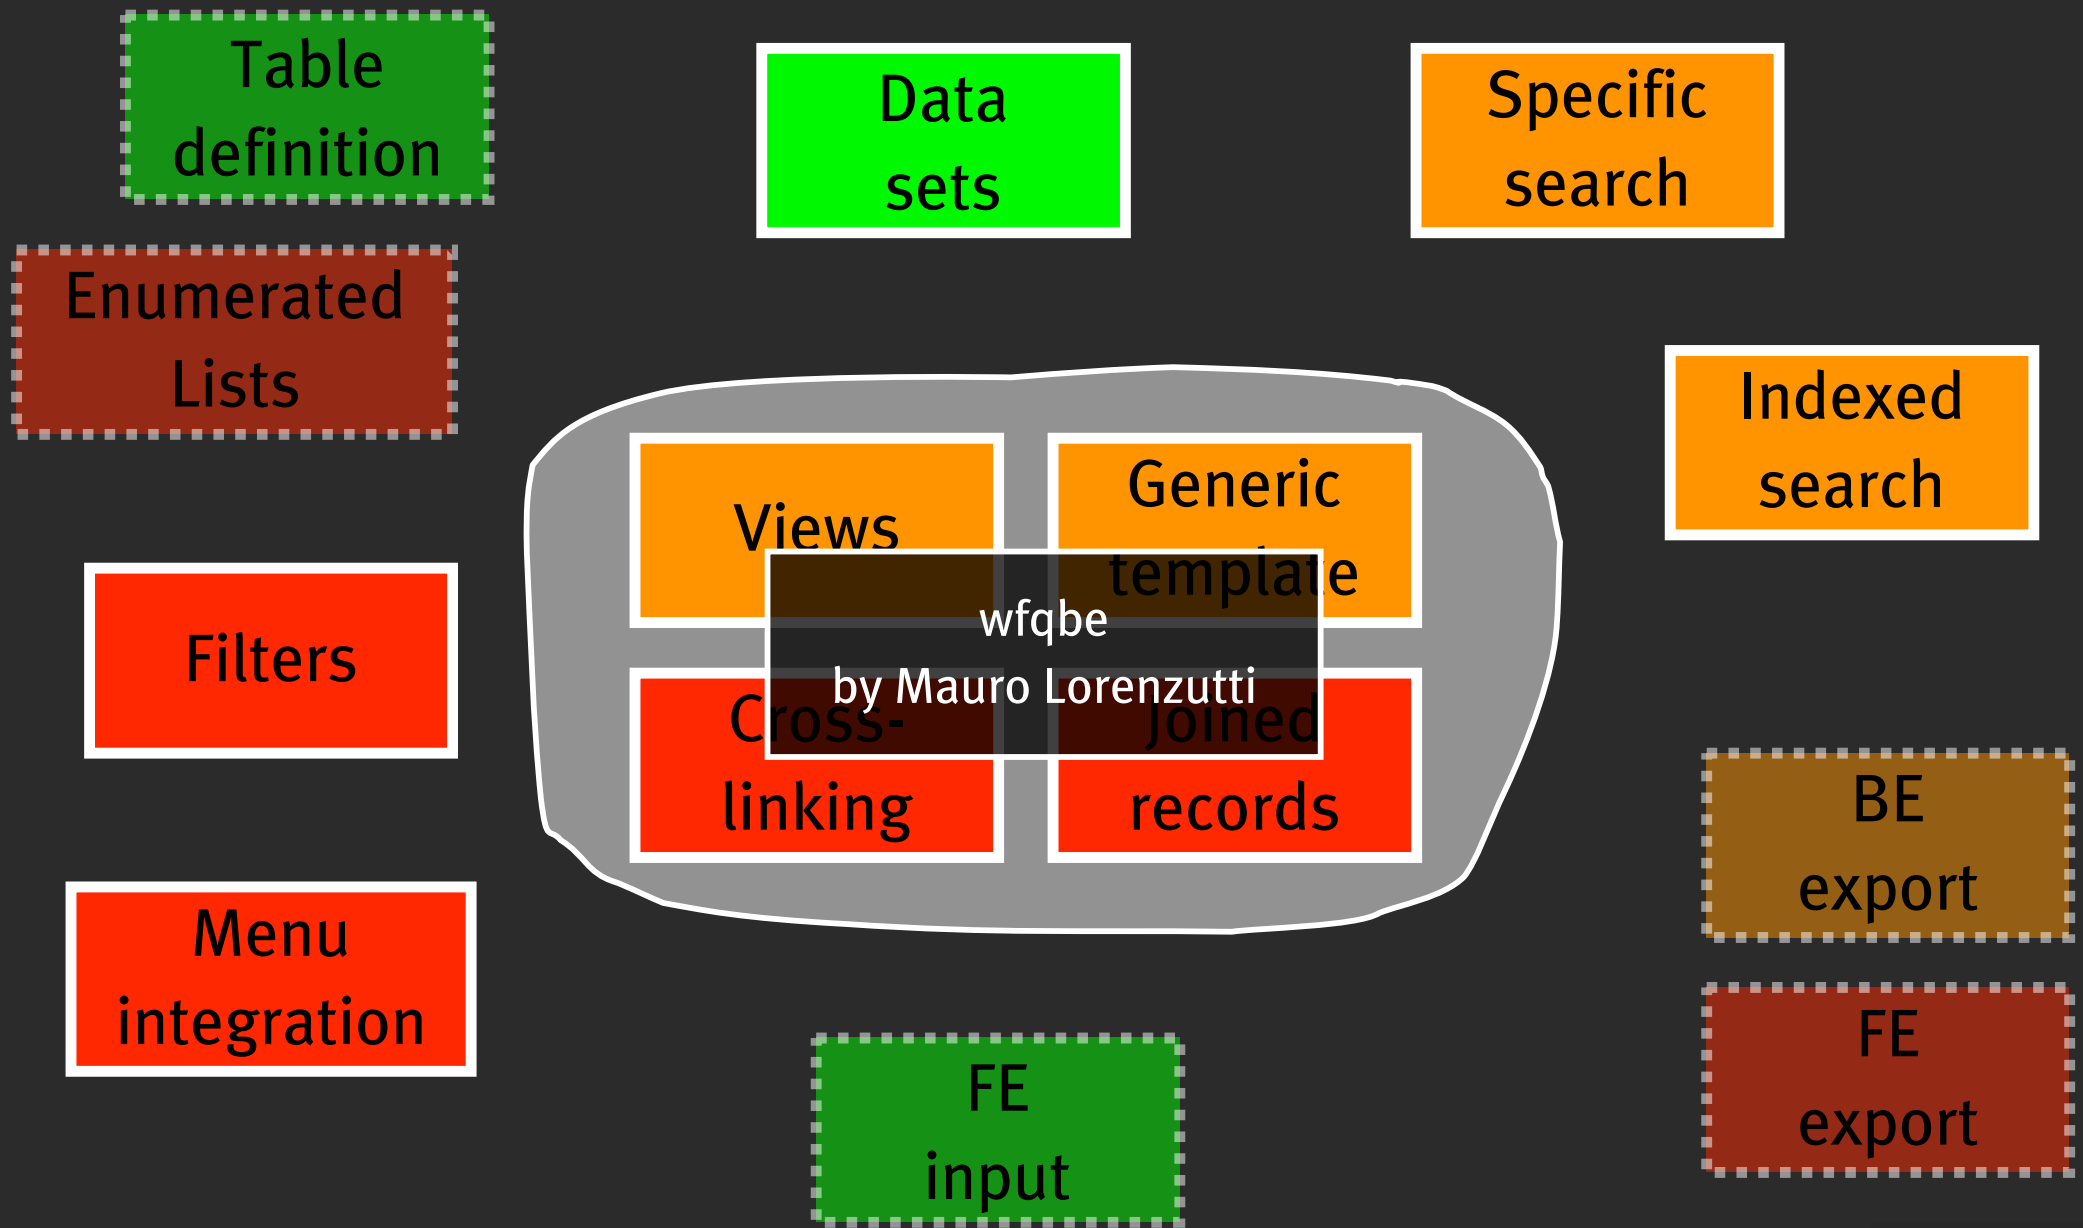 Table
definition
Data
sets
Specific
search
Enumerated
Lists
Indexed
search
Views
Generic
template
wfqbe
by Mauro Lorenzutti
Filters
Cross-
linking
Joined
records
BE
export
Menu
integration
FE
export
FE
input